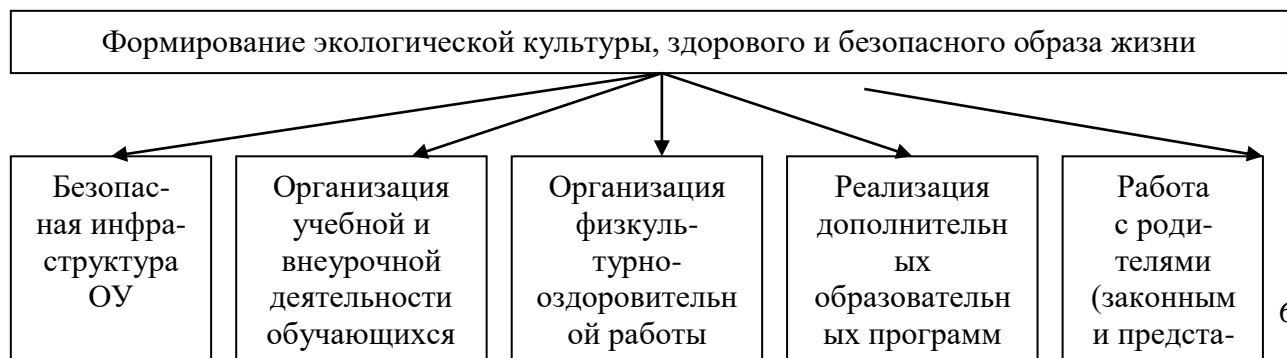 Формирование экологической культуры, здорового и безопасного образа жизни
Безопас-
ная инфра-
структура
ОУ
Организация
учебной и
внеурочной
деятельности
обучающихся
Организация
физкуль-
турно-
оздоровительн
ой работы
Реализация
дополнительн
ых
образовательн
ых программ
Работа
с роди-
телями
(законным
и предста-